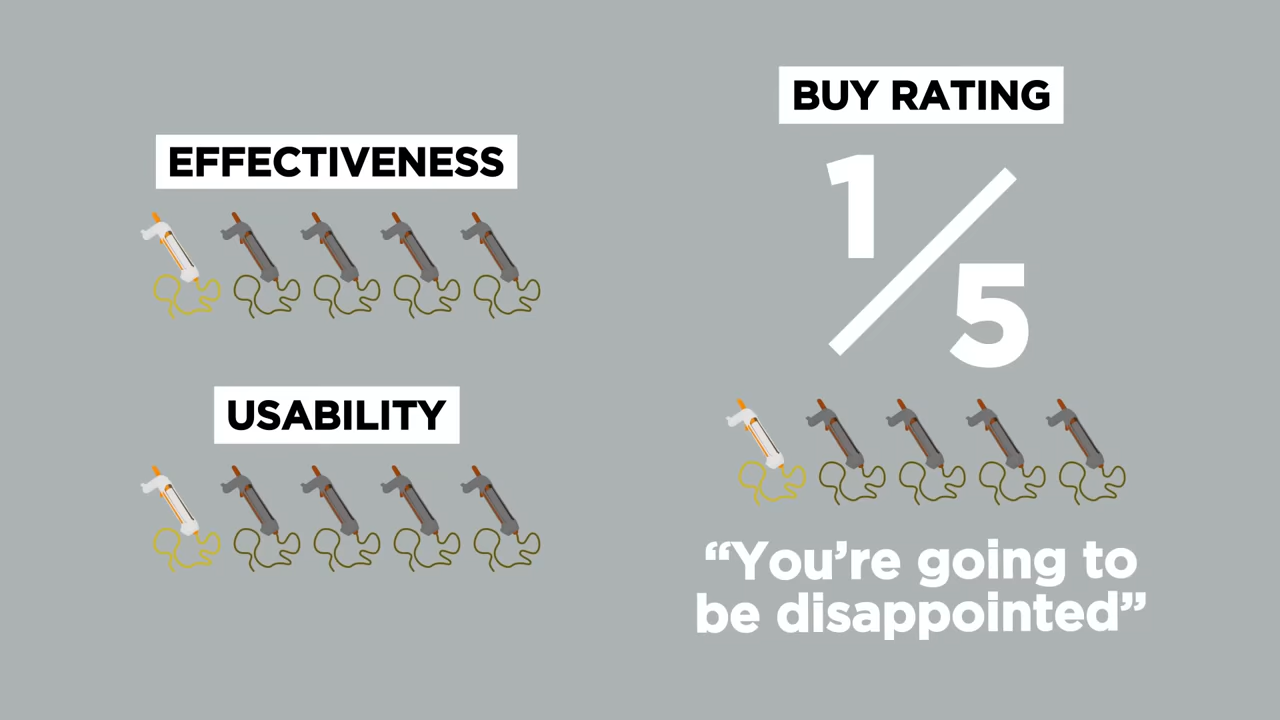 EFFECTIVENESS
USABILITY
BUY RATING
1/5
“You’re going to
be disappointed”